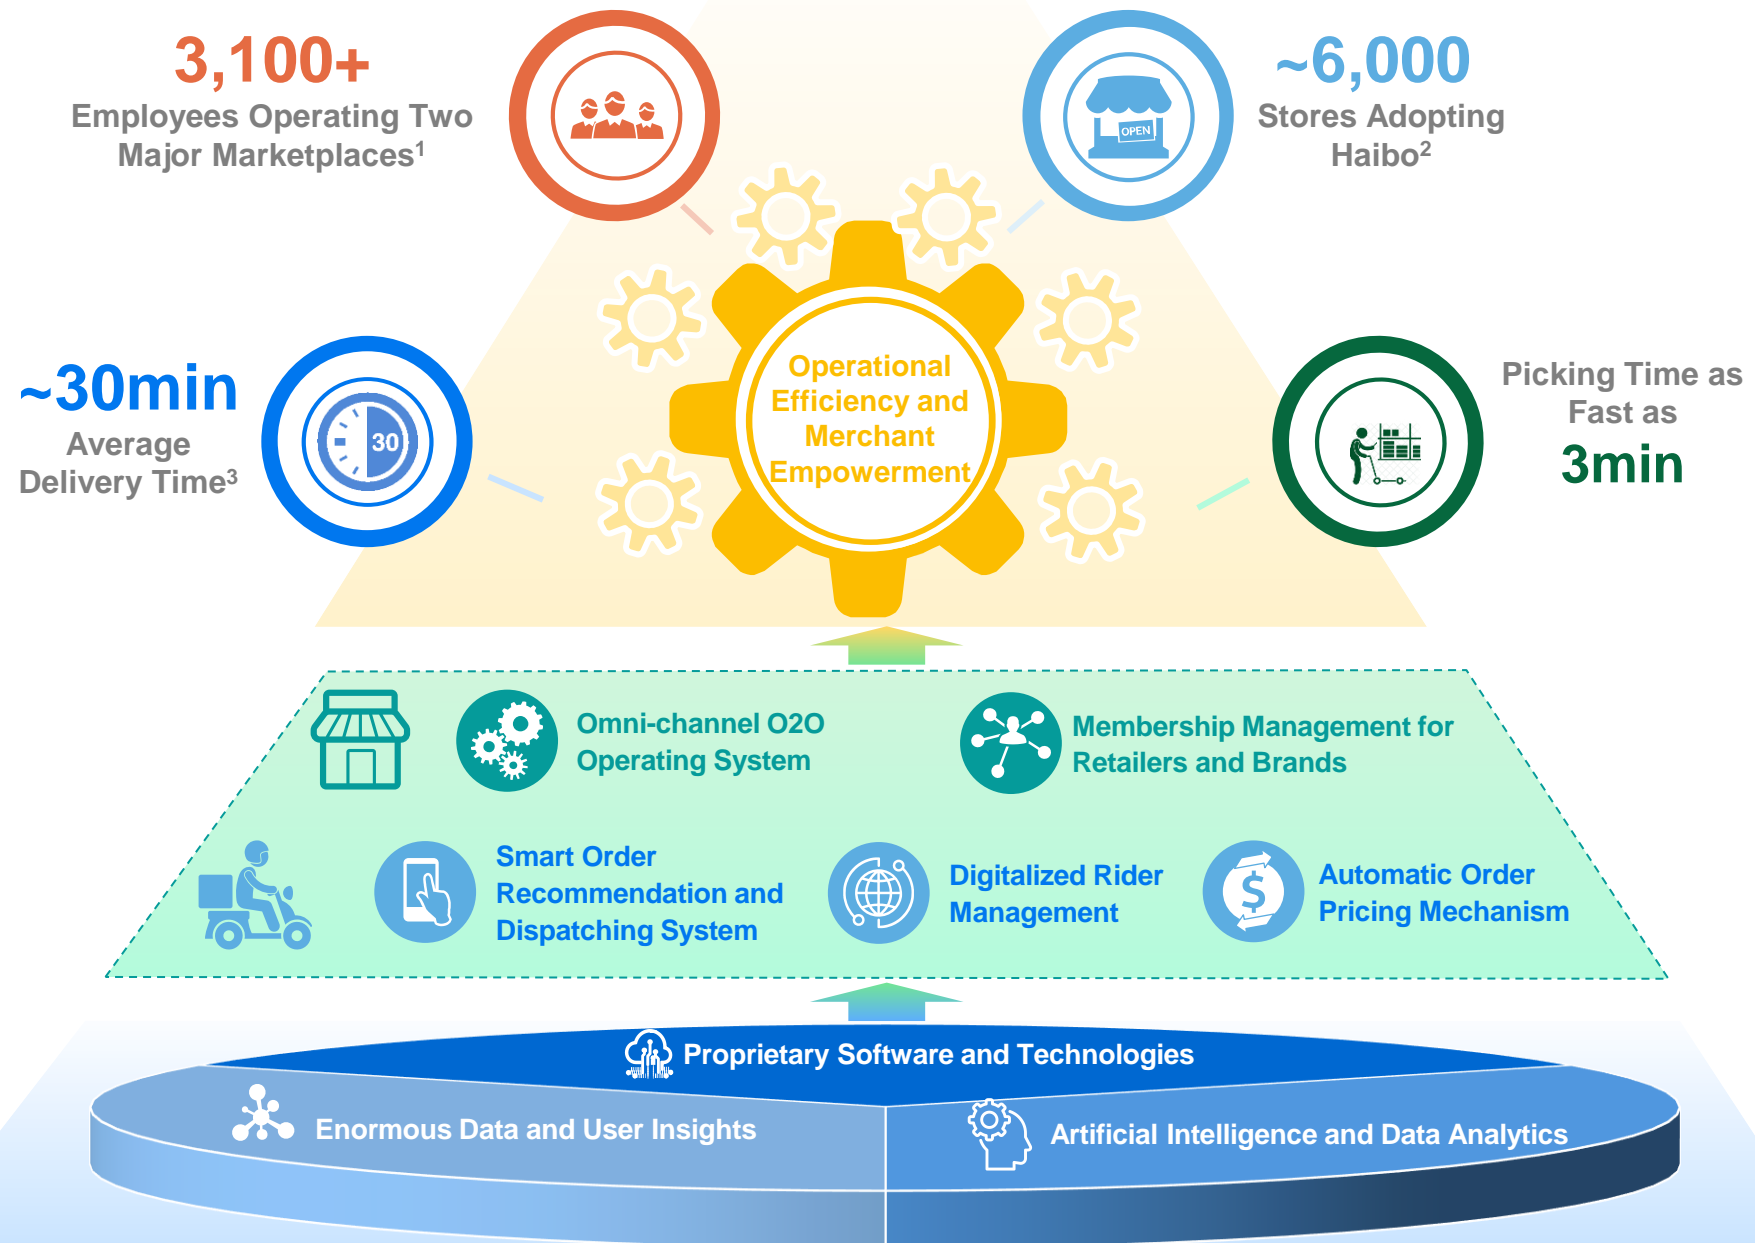 3,100+
Employees Operating Two
Major Marketplaces¹
~6,000
Stores Adopting
Haibo²
OPEN
~30min
Average
Delivery Time³
30
Operational
Efficiency and
Merchant
Empowerment
Picking Time as
Fast as
3min
Omni-channel O2O
Operating System
Membership Management for
Retailers and Brands
Smart Order
Recommendation and
Dispatching System
Digitalized Rider
Management
$
Automatic Order
Pricing Mechanism
Proprietary Software and Technologies
Enormous Data and User Insights
Artificial Intelligence and Data Analytics